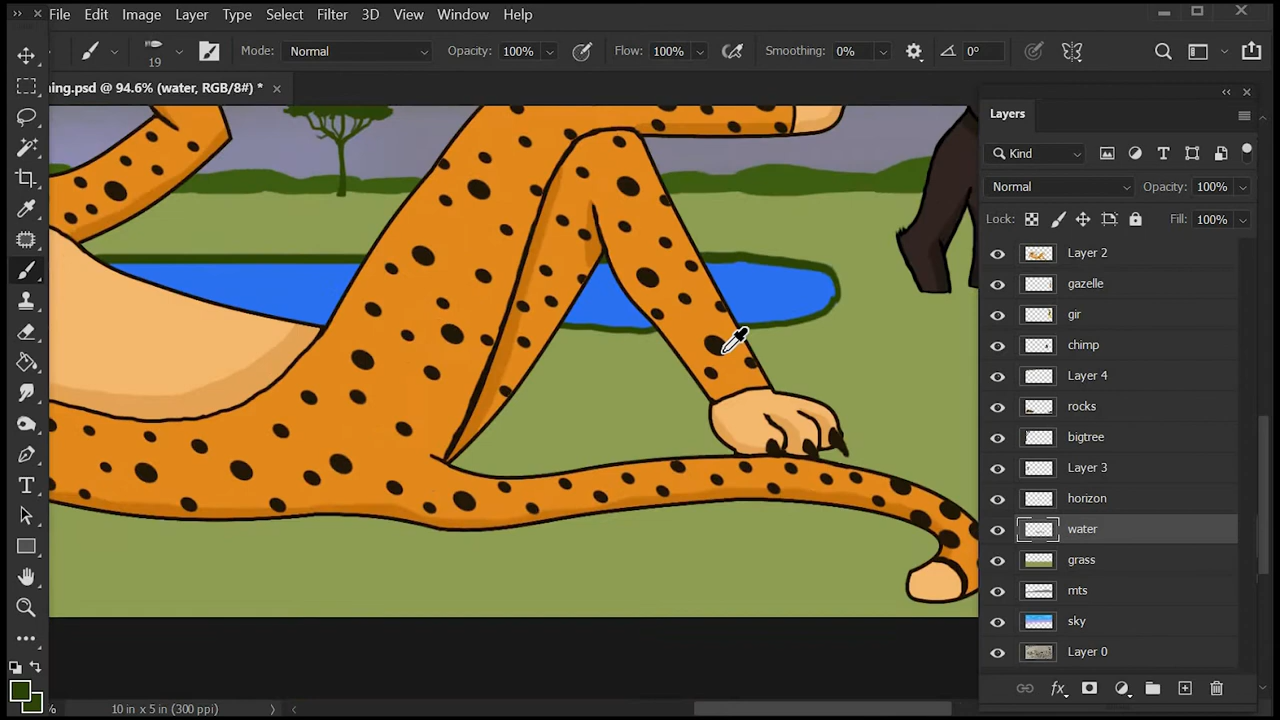 File Edit Image Layer Type Select Filter 3D View Window Help
19 Mode: Normal Opacity: 100% Flow: 100% Smoothing: 0% 0°
ning.psd @ 94.6% (water, RGB/8#) *
Layers
Kind
Normal Opacity: 100%
Lock: Fill: 100%
Layer 2
gazelle
gir
chimp
Layer 4
rocks
bigtree
Layer 3
horizon
water
grass
mts
sky
Layer 0
fx
% 10 in x 5 in (300 ppi)